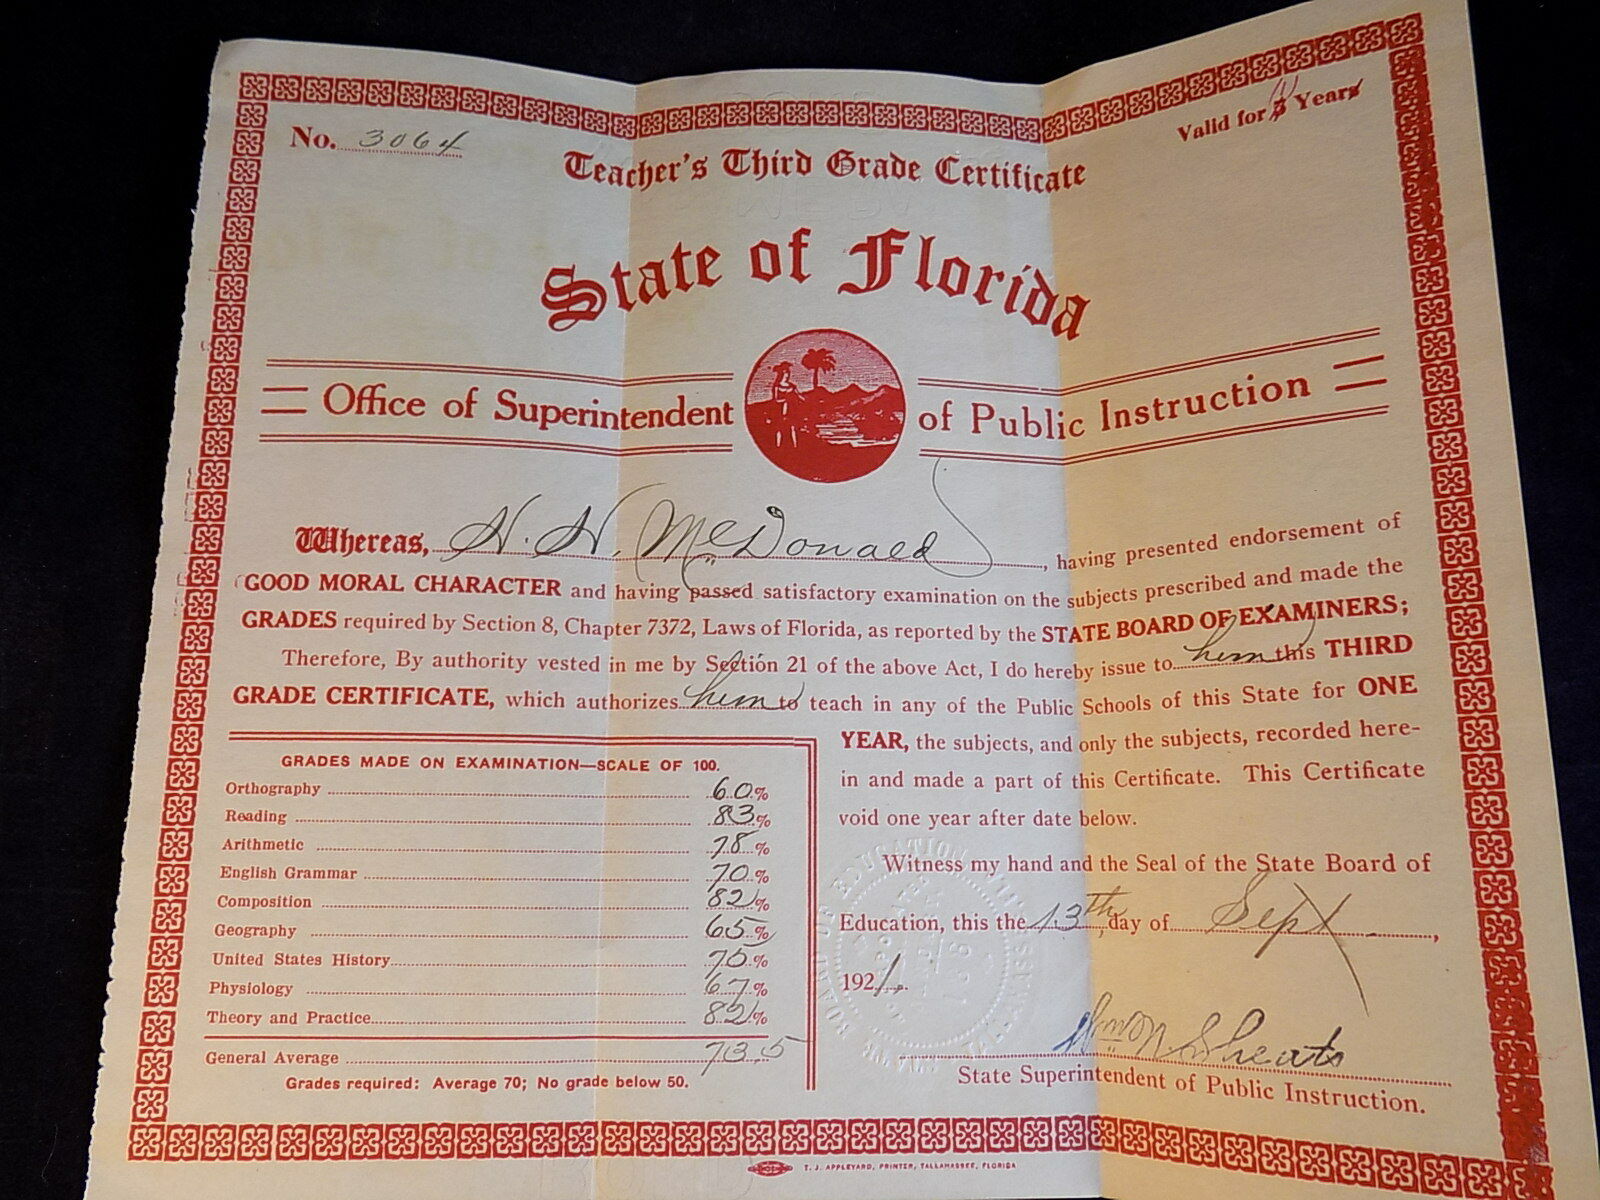 No. 3064
Valid for 1 Year
Teacher's Third Grade Certificate
State of Florida
Office of Superintendent of Public Instruction
Whereas, H. H. McDonald, having presented endorsement of
GOOD MORAL CHARACTER and having passed satisfactory examination on the subjects prescribed and made the
GRADES required by Section 8, Chapter 7372, Laws of Florida, as reported by the STATE BOARD OF EXAMINERS;
Therefore, By authority vested in me by Section 21 of the above Act, I do hereby issue to him this THIRD
GRADE CERTIFICATE, which authorizes him to teach in any of the Public Schools of this State for ONE
YEAR, the subjects, and only the subjects, recorded here-
in and made a part of this Certificate. This Certificate
void one year after date below.
Witness my hand and the Seal of the State Board of
Education, this the 13th day of Sept.,
1921.
Wm N Sheats
State Superintendent of Public Instruction.
GRADES MADE ON EXAMINATION—SCALE OF 100.
Orthography 60%
Reading 83%
Arithmetic 78%
English Grammar 70%
Composition 82%
Geography 65%
United States History 75%
Physiology 67%
Theory and Practice 82%
General Average 73.5
Grades required: Average 70; No grade below 50.
T. J. APPLEYARD, PRINTER, TALLAHASSEE, FLORIDA